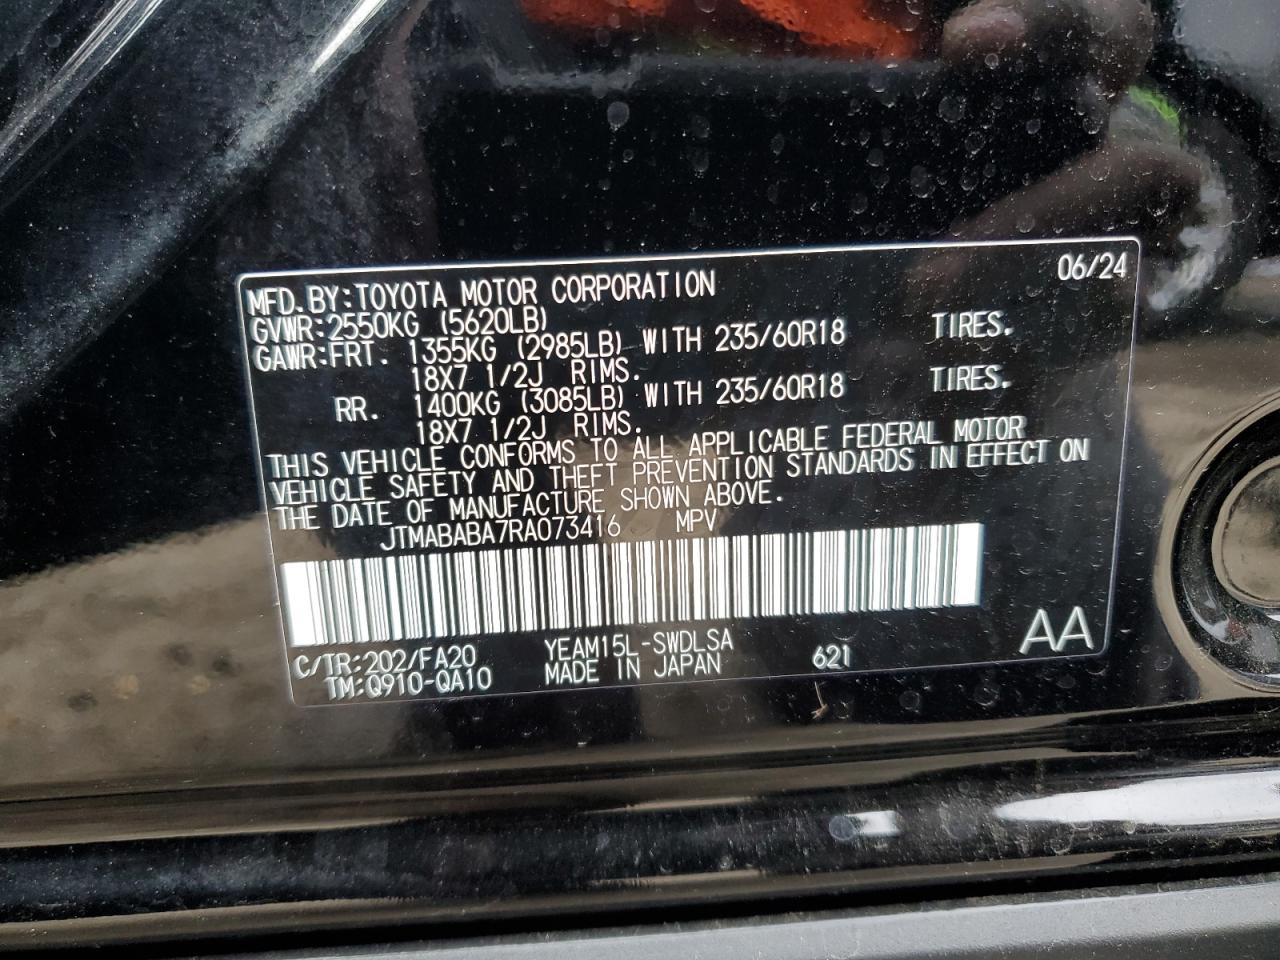 MFD.BY:TOYOTA MOTOR CORPORATION 06/24
GVWR:2550KG (5620LB)
GAWR:FRT. 1355KG (2985LB) WITH 235/60R18 TIRES.
18X7 1/2J RIMS.
RR. 1400KG (3085LB) WITH 235/60R18 TIRES.
18X7 1/2J RIMS.
THIS VEHICLE CONFORMS TO ALL APPLICABLE FEDERAL MOTOR
VEHICLE SAFETY AND THEFT PREVENTION STANDARDS IN EFFECT ON
THE DATE OF MANUFACTURE SHOWN ABOVE.
JTMABABA7RA073416 MPV
C/TR:202/FA20 YEAM15L-SWDLSA
TM:Q910-QA10 MADE IN JAPAN 621 AA